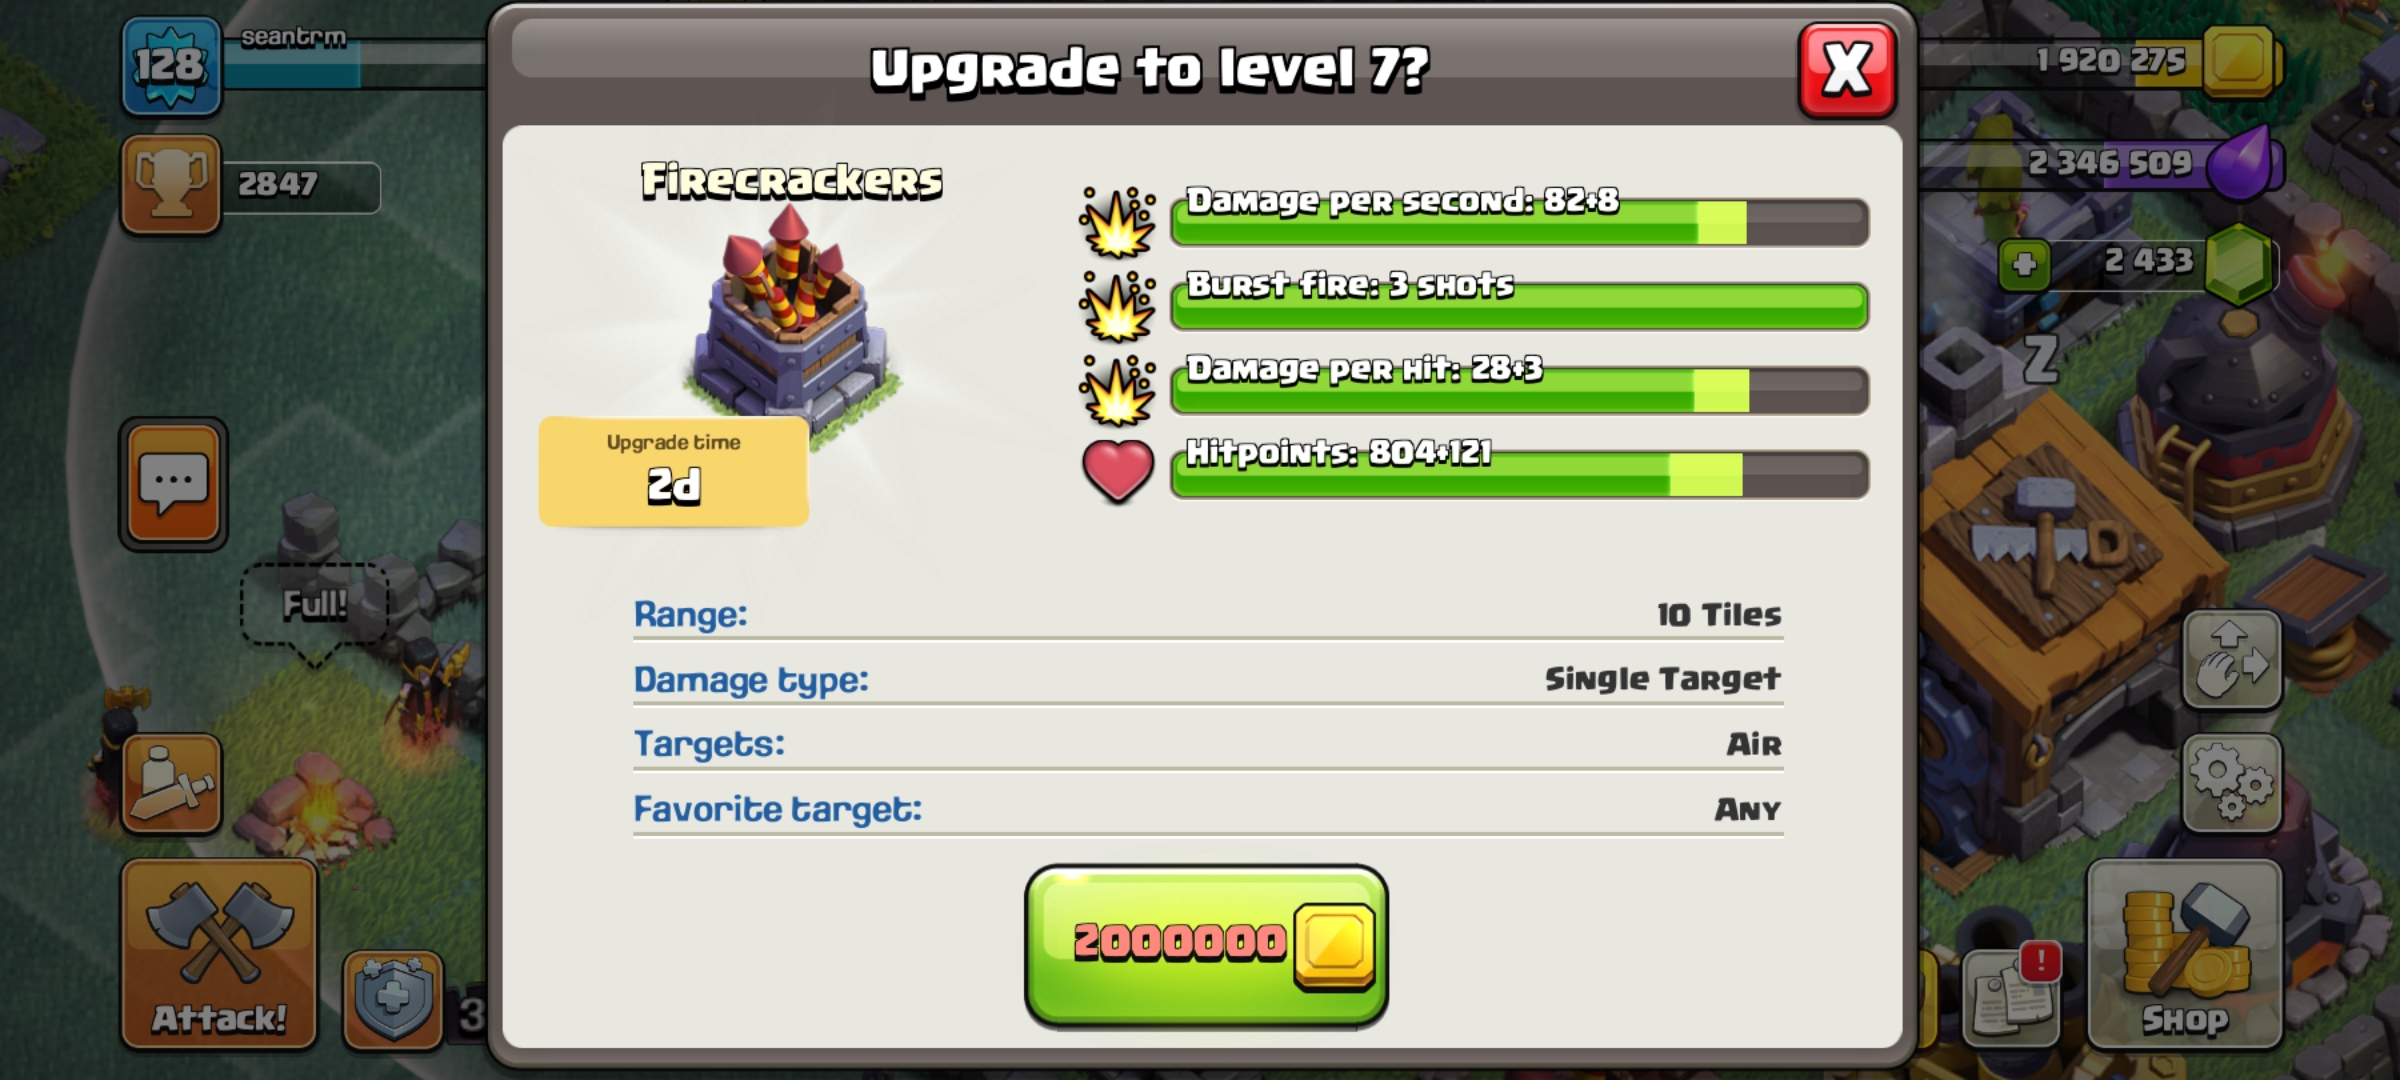 128
seantrm
2847
Full!
Attack!
3
Upgrade to level 7?
X
Firecrackers
Upgrade time
2d
Damage per second: 82+8
Burst fire: 3 shots
Damage per hit: 28+3
Hitpoints: 804+121
Range: 10 Tiles
Damage type: Single Target
Targets: Air
Favorite target: Any
2000000
1 920 275
2 346 509
+
2 433
Z
!
Shop